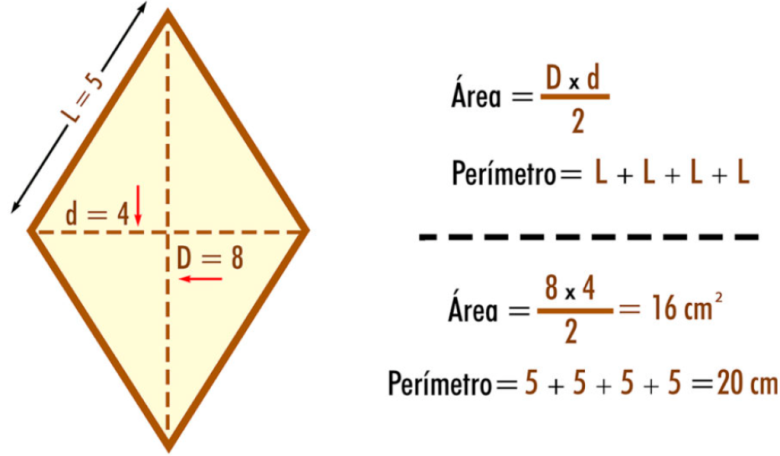 L = 5
d = 4
D = 8
Área = D x d
2
Perímetro = L + L + L + L
Área = 8 x 4 = 16 cm²
2
Perímetro = 5 + 5 + 5 + 5 = 20 cm